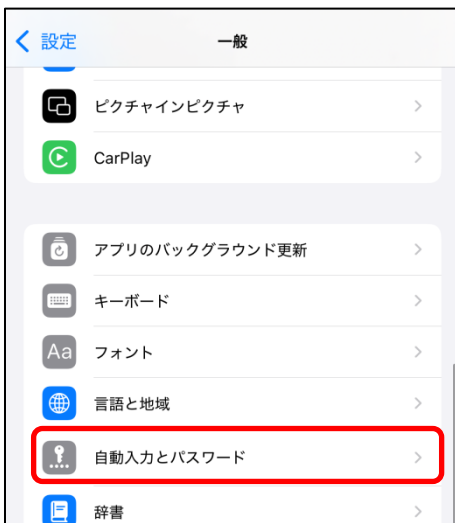 設定
一般
ピクチャインピクチャ
CarPlay
アプリのバックグラウンド更新
キーボード
Aa フォント
言語と地域
自動入力とパスワード
辞書